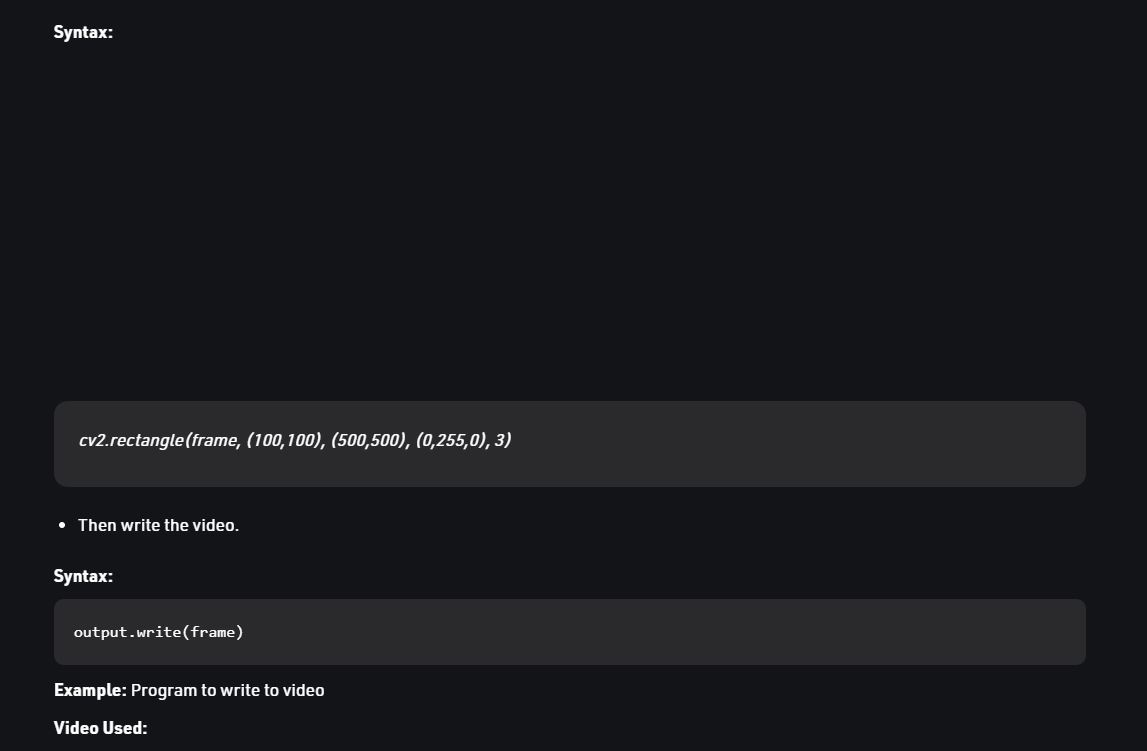 Syntax:
cv2.rectangle(frame, (100,100), (500,500), (0,255,0), 3)
• Then write the video.
Syntax:
output.write(frame)
Example: Program to write to video
Video Used: